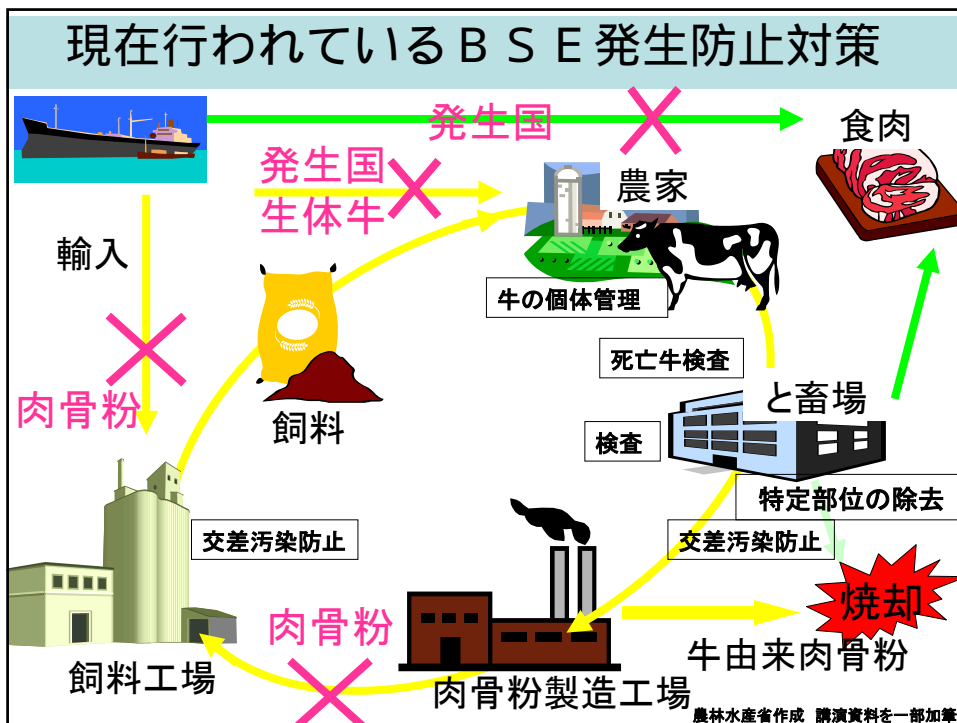 現在行われているＢＳＥ発生防止対策
発生国
食肉
発生国
生体牛
農家
輸入
牛の個体管理
死亡牛検査
肉骨粉
飼料
と畜場
検査
特定部位の除去
交差汚染防止
交差汚染防止
焼却
肉骨粉
牛由来肉骨粉
飼料工場
肉骨粉製造工場
農林水産省作成 講演資料を一部加筆